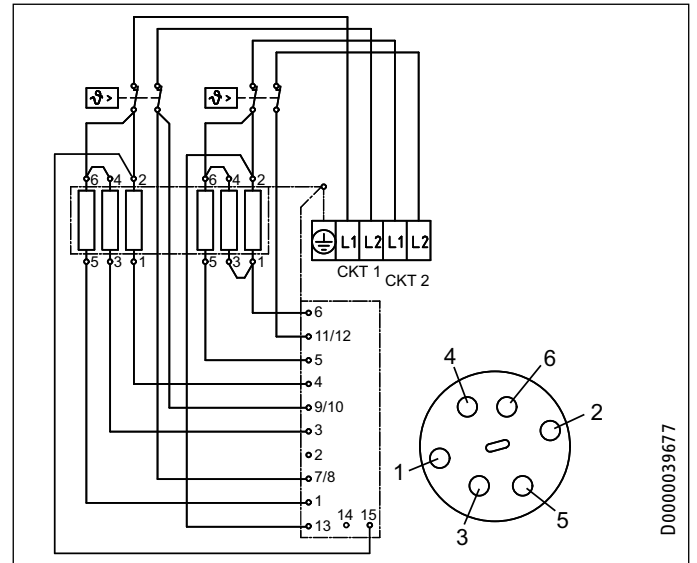 ϑ> ϑ>
6 4 2 6 4 2
L1 L2 L1 L2
5 3 1 5 3 1
CKT 1 CKT 2
6
11/12
5
4
9/10
3
2
7/8
1
13 14 15
4 6
2
1
3 5
D0000039677